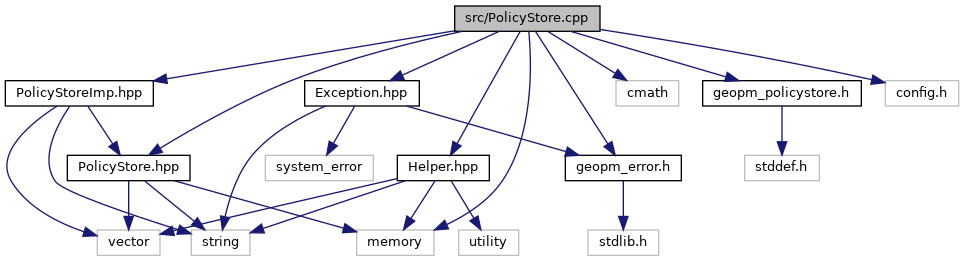 src/PolicyStore.cpp
PolicyStoreImp.hpp
Exception.hpp
cmath
geopm_policystore.h
config.h
PolicyStore.hpp
system_error
Helper.hpp
geopm_error.h
stddef.h
vector
string
memory
utility
stdlib.h